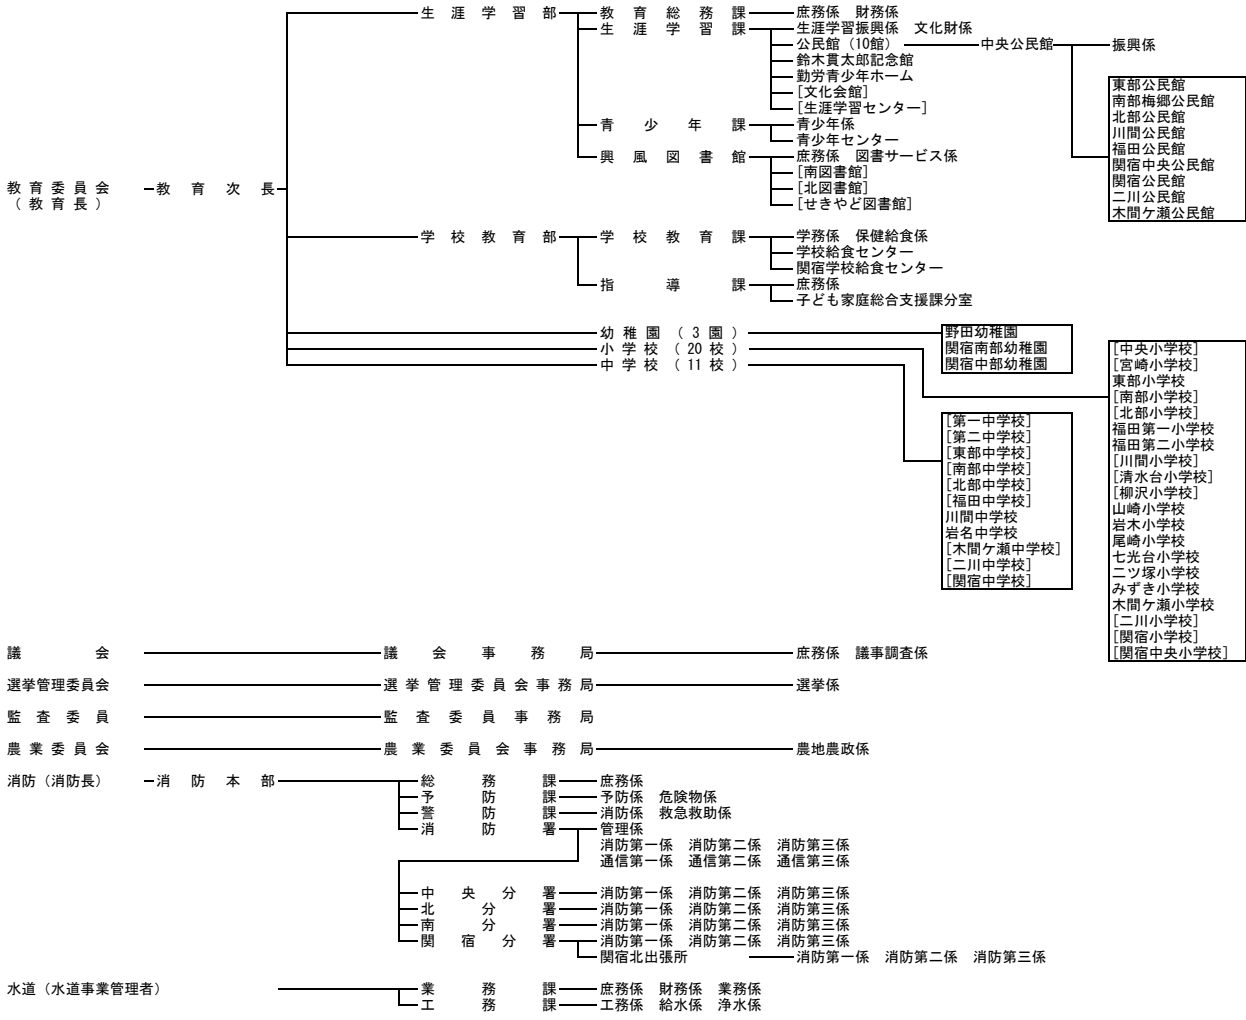 生涯学習部 教育総務課 庶務係 財務係
生涯学習課 生涯学習振興係 文化財係
公民館（10館） 中央公民館 振興係
鈴木貫太郎記念館
勤労青少年ホーム
[文化会館]
[生涯学習センター]
東部公民館
南部梅郷公民館
北部公民館
川間公民館
福田公民館
関宿中央公民館
関宿公民館
二川公民館
木間ケ瀬公民館
青少年課 青少年係
青少年センター
興風図書館 庶務係 図書サービス係
[南図書館]
[北図書館]
[せきやど図書館]
教育委員会 教育次長
（教育長）
学校教育部 学校教育課 学務係 保健給食係
学校給食センター
関宿学校給食センター
指導課 庶務係
子ども家庭総合支援課分室
幼稚園（3園） 野田幼稚園
関宿南部幼稚園
関宿中部幼稚園
小学校（20校）
中学校（11校）
[中央小学校]
[宮崎小学校]
東部小学校
[南部小学校]
[北部小学校]
福田第一小学校
福田第二小学校
[川間小学校]
[清水台小学校]
[柳沢小学校]
山崎小学校
岩木小学校
尾崎小学校
七光台小学校
二ツ塚小学校
みずき小学校
木間ケ瀬小学校
[二川小学校]
[関宿小学校]
[関宿中央小学校]
[第一中学校]
[第二中学校]
[東部中学校]
[南部中学校]
[北部中学校]
[福田中学校]
川間中学校
岩名中学校
[木間ケ瀬中学校]
[二川中学校]
[関宿中学校]
議会 議会事務局 庶務係 議事調査係
選挙管理委員会 選挙管理委員会事務局 選挙係
監査委員 監査委員事務局
農業委員会 農業委員会事務局 農地農政係
消防（消防長） 消防本部 総務課 庶務係
予防課 予防係 危険物係
警防課 消防係 救急救助係
消防署 管理係
消防第一係 消防第二係 消防第三係
通信第一係 通信第二係 通信第三係
中央分署 消防第一係 消防第二係 消防第三係
北分署 消防第一係 消防第二係 消防第三係
南分署 消防第一係 消防第二係 消防第三係
関宿分署 消防第一係 消防第二係 消防第三係
関宿北出張所 消防第一係 消防第二係 消防第三係
水道（水道事業管理者） 業務課 庶務係 財務係 業務係
工務課 工務係 給水係 浄水係